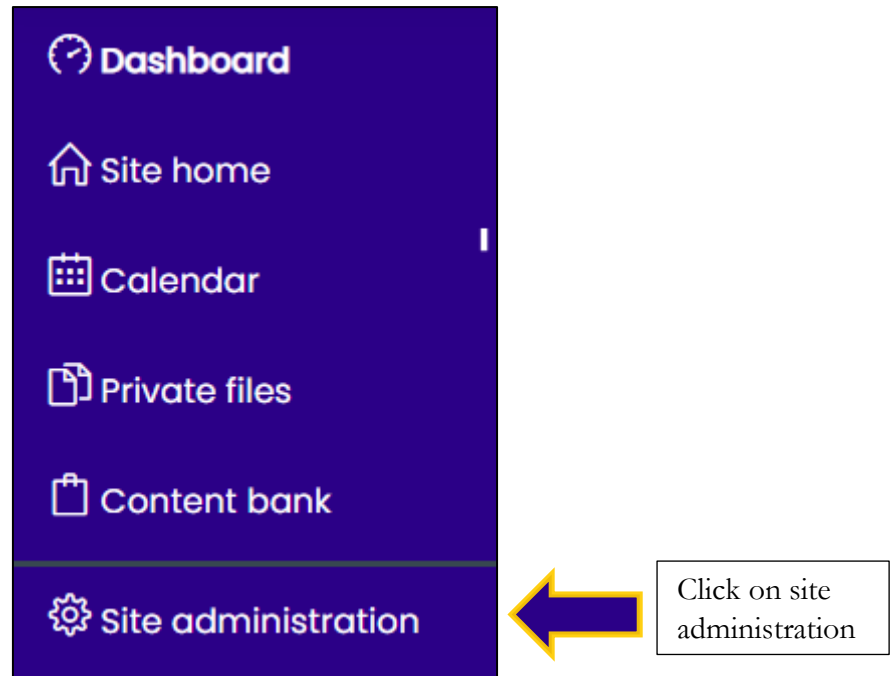 Dashboard
Site home
Calendar
Private files
Content bank
Site administration
Click on site
administration